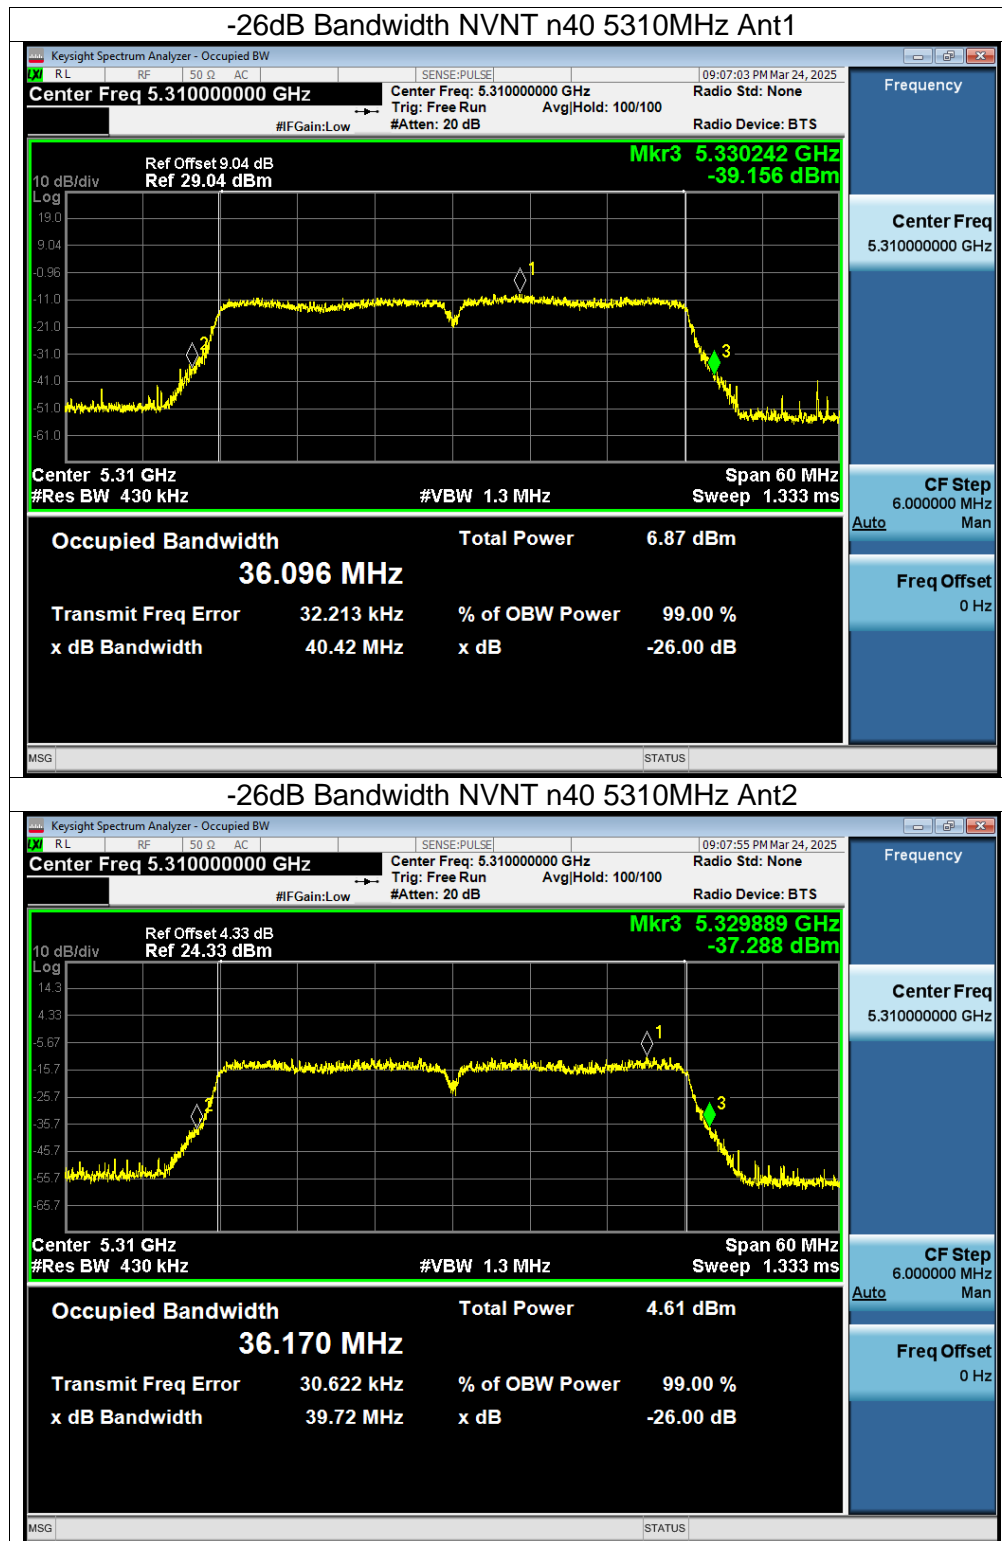 -26dB Bandwidth NVNT n40 5310MHz Ant1
Keysight Spectrum Analyzer - Occupied BW
LXI RL RF 50 Ω AC SENSE:PULSE 09:07:03 PM Mar 24, 2025
Center Freq 5.310000000 GHz
Center Freq: 5.310000000 GHz
Radio Std: None
Trig: Free Run Avg|Hold: 100/100
#IFGain:Low #Atten: 20 dB Radio Device: BTS
Frequency
Mkr3 5.330242 GHz
-39.156 dBm
Ref Offset 9.04 dB
10 dB/div Ref 29.04 dBm
Log
19.0
9.04
-0.96
-11.0
-21.0
-31.0
-41.0
-51.0
-61.0
1
2
3
Center 5.31 GHz Span 60 MHz
#Res BW 430 kHz #VBW 1.3 MHz Sweep 1.333 ms
Center Freq
5.310000000 GHz
CF Step
6.000000 MHz
Auto Man
Freq Offset
0 Hz
Occupied Bandwidth Total Power 6.87 dBm
36.096 MHz
Transmit Freq Error 32.213 kHz % of OBW Power 99.00 %
x dB Bandwidth 40.42 MHz x dB -26.00 dB
MSG STATUS
-26dB Bandwidth NVNT n40 5310MHz Ant2
Keysight Spectrum Analyzer - Occupied BW
LXI RL RF 50 Ω AC SENSE:PULSE 09:07:55 PM Mar 24, 2025
Center Freq 5.310000000 GHz
Center Freq: 5.310000000 GHz
Radio Std: None
Trig: Free Run Avg|Hold: 100/100
#IFGain:Low #Atten: 20 dB Radio Device: BTS
Frequency
Mkr3 5.329889 GHz
-37.288 dBm
Ref Offset 4.33 dB
10 dB/div Ref 24.33 dBm
Log
14.3
4.33
-5.67
-15.7
-25.7
-35.7
-45.7
-55.7
-65.7
1
2
3
Center 5.31 GHz Span 60 MHz
#Res BW 430 kHz #VBW 1.3 MHz Sweep 1.333 ms
Center Freq
5.310000000 GHz
CF Step
6.000000 MHz
Auto Man
Freq Offset
0 Hz
Occupied Bandwidth Total Power 4.61 dBm
36.170 MHz
Transmit Freq Error 30.622 kHz % of OBW Power 99.00 %
x dB Bandwidth 39.72 MHz x dB -26.00 dB
MSG STATUS